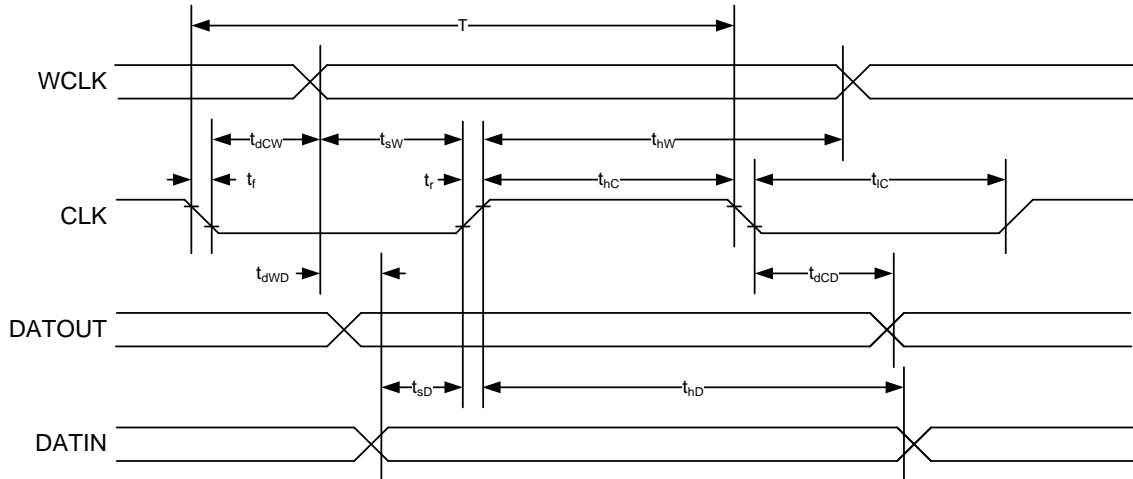 T
WCLK
tdCW
tsW
thW
tf
tr
thC
tlC
CLK
tdWD
tdCD
DATOUT
tsD
thD
DATIN